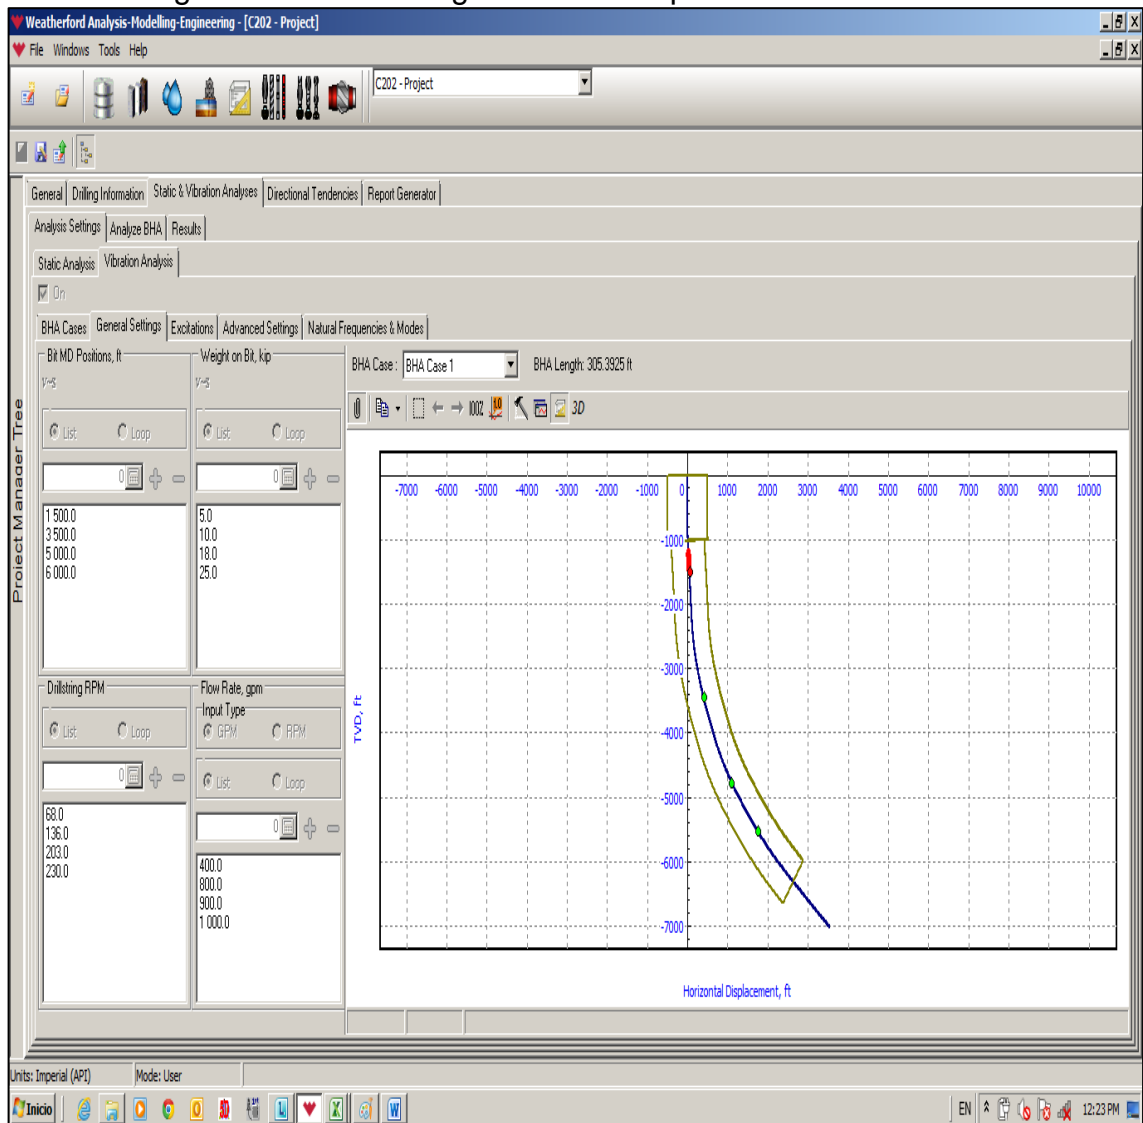 Weatherford Analysis-Modelling-Engineering - [C202 - Project]
File Windows Tools Help
C202 - Project
General Drilling Information Static & Vibration Analyses Directional Tendencies Report Generator
Analysis Settings Analyze BHA Results
Static Analysis Vibration Analysis
On
BHA Cases General Settings Excitations Advanced Settings Natural Frequencies & Modes
Project Manager Tree
Bit MD Positions, ft
List Loop
0
1 500.0
3 500.0
5 000.0
6 000.0
Weight on Bit, kip
List Loop
0
5.0
10.0
18.0
25.0
Drillstring RPM
List Loop
0
68.0
136.0
203.0
230.0
Flow Rate, gpm
Input Type
GPM RPM
List Loop
0
400.0
800.0
900.0
1 000.0
BHA Case : BHA Case 1 BHA Length: 305.3925 ft
100% 3D
-7000 -6000 -5000 -4000 -3000 -2000 -1000 0 1000 2000 3000 4000 5000 6000 7000 8000 9000 10000
-1000
-2000
-3000
-4000
-5000
-6000
-7000
TVD, ft
Horizontal Displacement, ft
Units: Imperial (API) Mode: User
Inicio
EN 12:23 PM